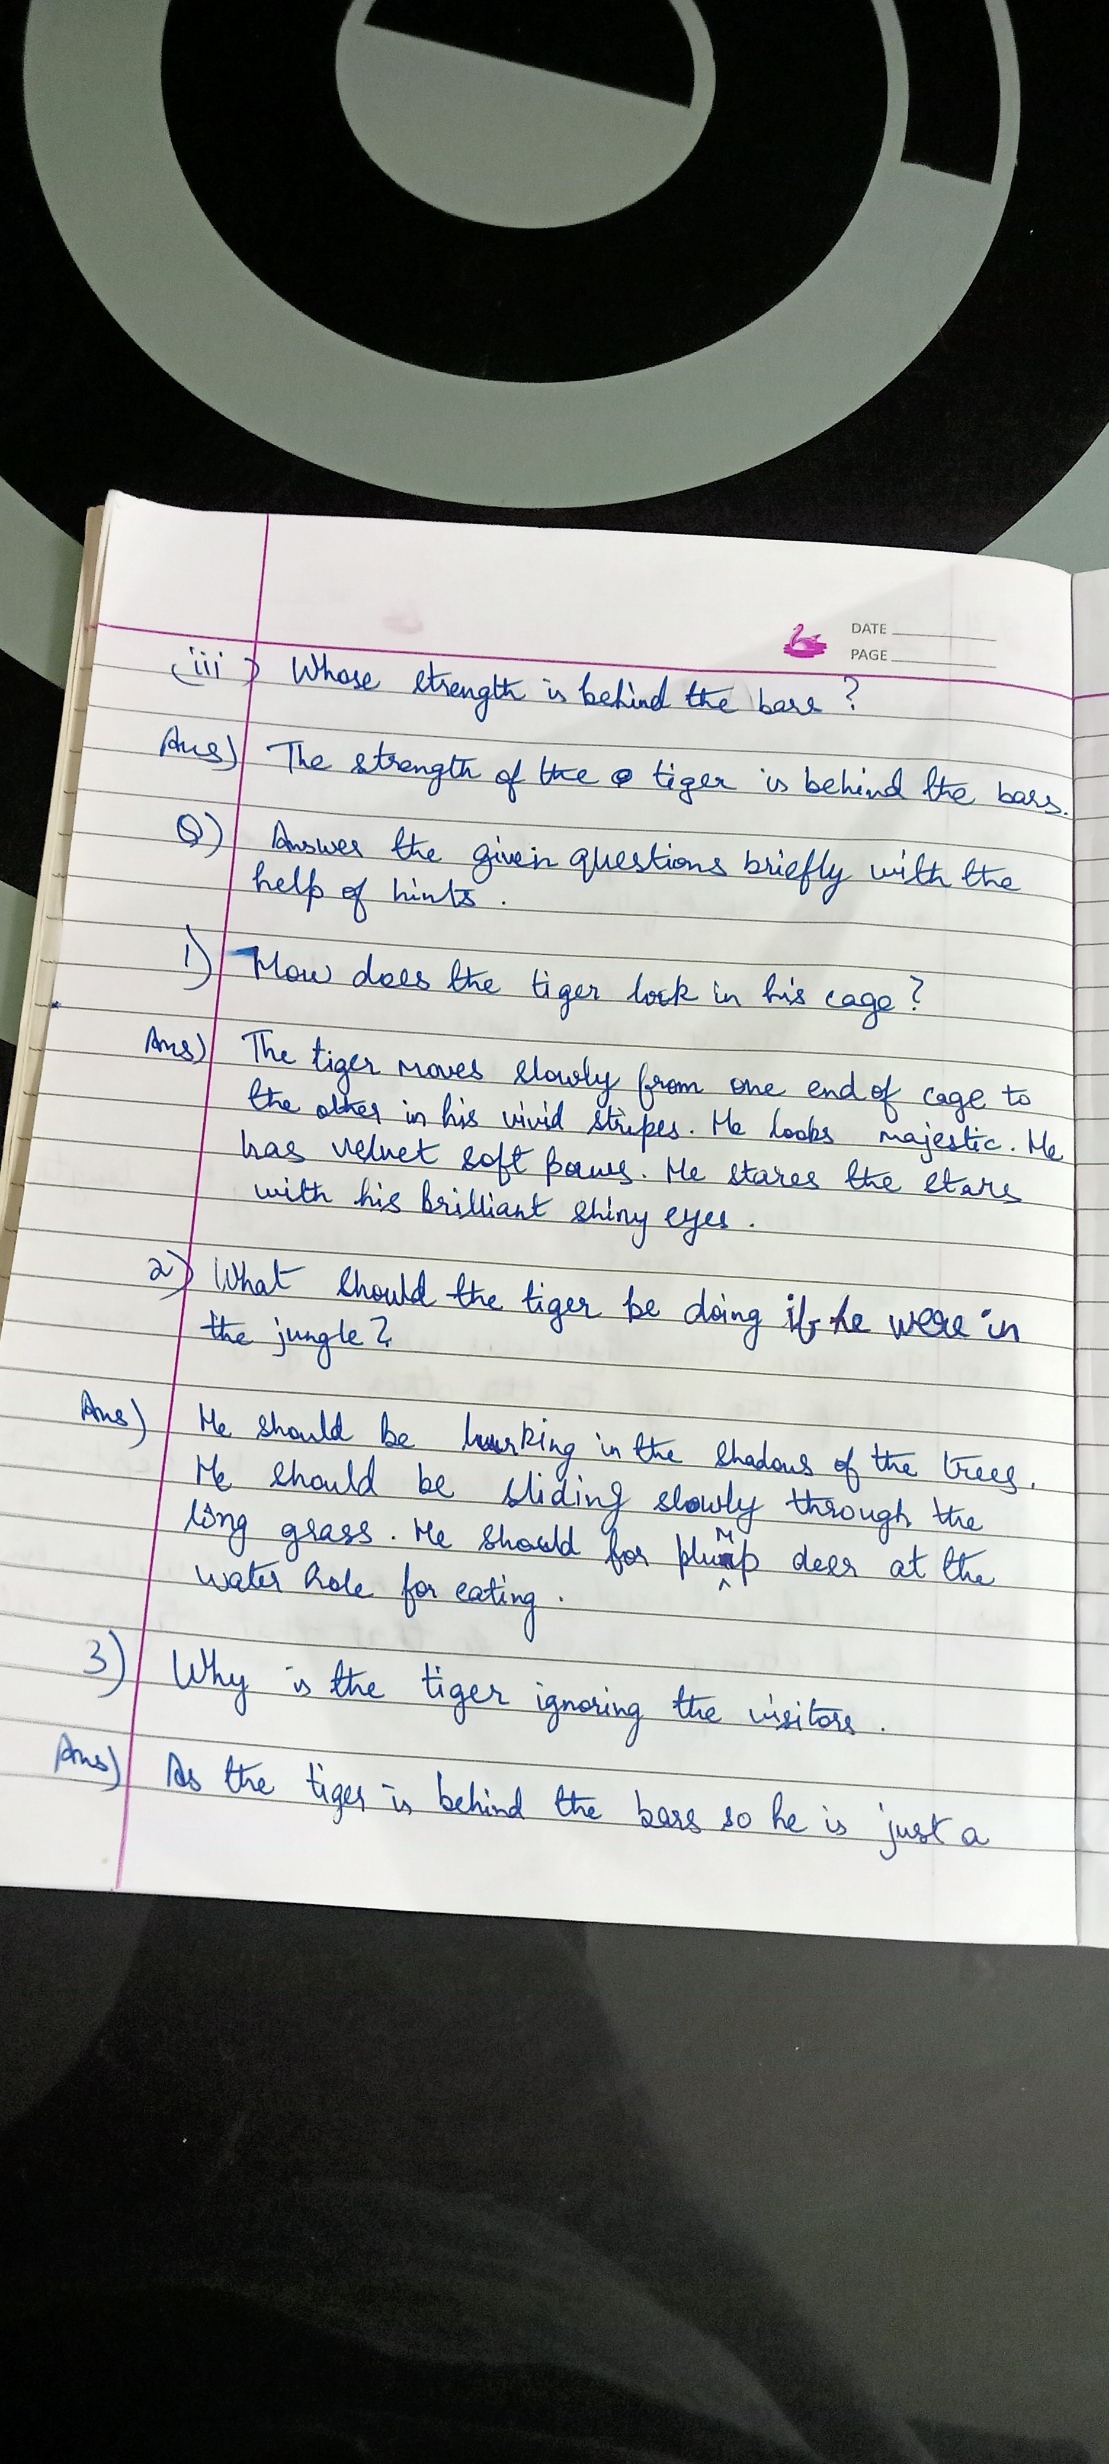 DATE
PAGE
(iii) Whose strength is behind the bars ?
Ans) The strength of the tiger is behind the bars.
Q) Answer the given questions briefly with the
help of hints .
1) How does the tiger look in his cage ?
Ans) The tiger moves slowly from one end of cage to
the other in his vivid stripes. He looks majestic. He
has velvet soft paws. He stares the stars
with his brilliant shiny eyes .
2) What should the tiger be doing if he were in
the jungle ?
Ans) He should be lurking in the shadows of the trees.
He should be sliding slowly through the
long grass. He should for plump deer at the
water hole for eating .
3) Why is the tiger ignoring the visitors .
Ans) As the tiger is behind the bars so he is just a